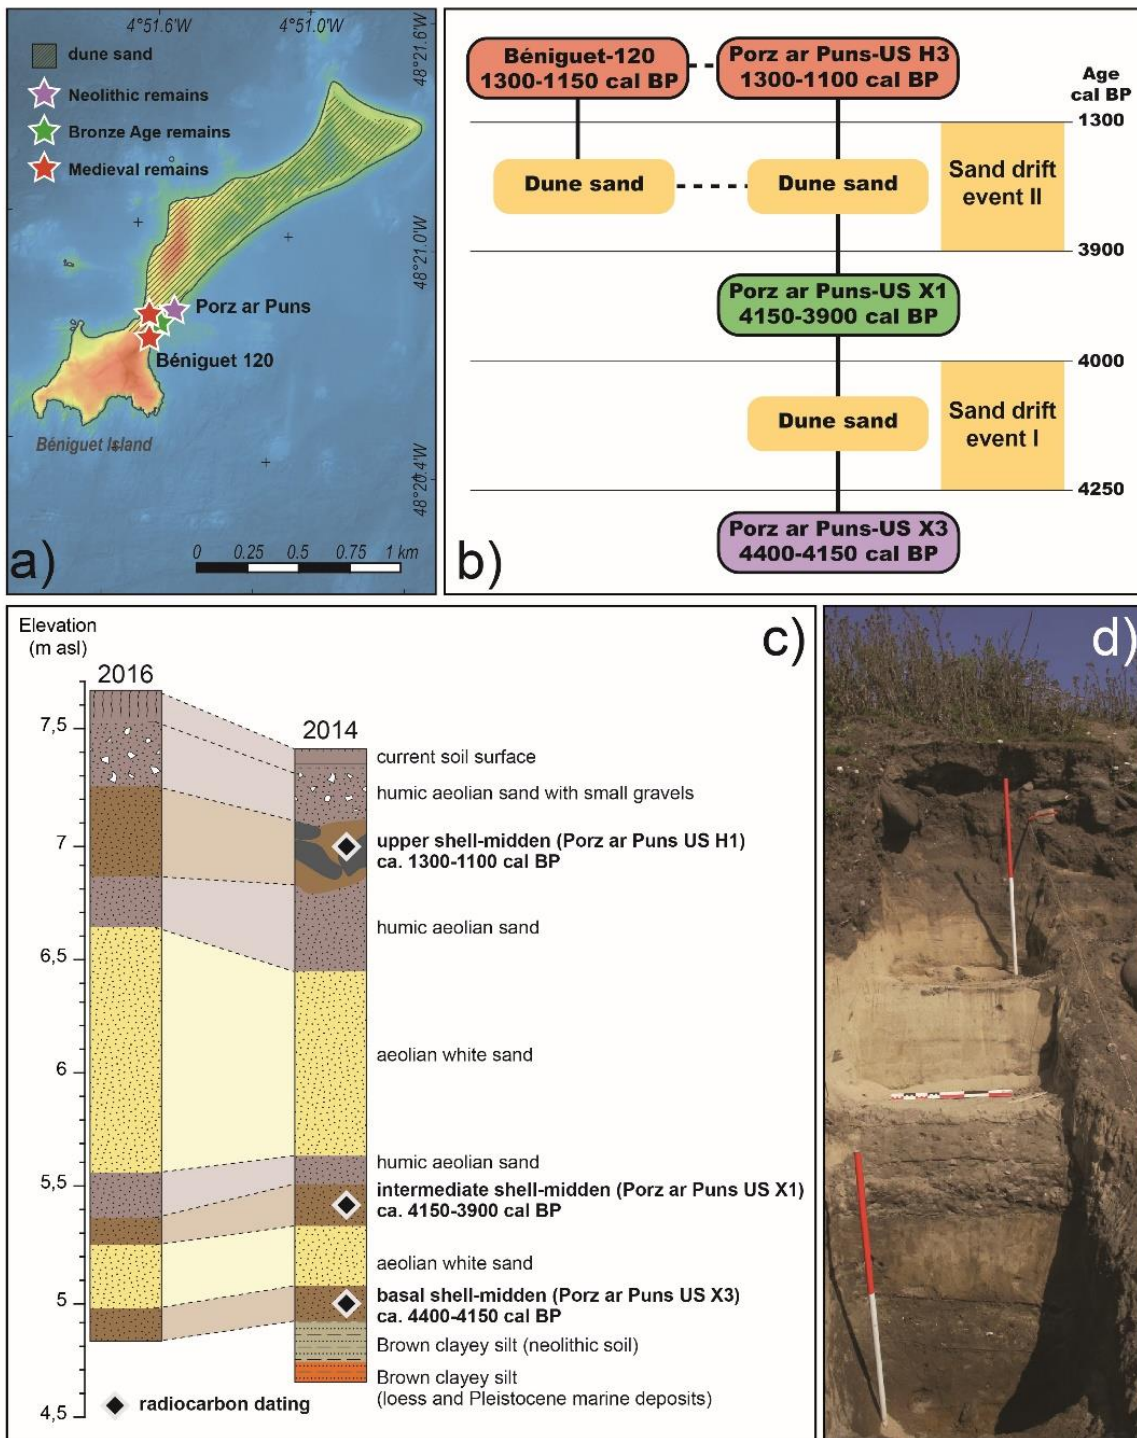 4°51.6'W
4°51.0'W
48°21.6'W
dune sand
Neolithic remains
Bronze Age remains
Medieval remains
48°21.0'W
Porz ar Puns
Béniguet 120
Béniguet Island
48°20.4'W
0 0.25 0.5 0.75 1 km
a)
Béniguet-120
1300-1150 cal BP
Porz ar Puns-US H3
1300-1100 cal BP
Age
cal BP
1300
Dune sand
Dune sand
Sand drift
event II
3900
Porz ar Puns-US X1
4150-3900 cal BP
4000
Dune sand
Sand drift
event I
4250
Porz ar Puns-US X3
4400-4150 cal BP
b)
Elevation
(m asl)
c)
2016
2014
7,5
7
6,5
6
5,5
5
4,5
current soil surface
humic aeolian sand with small gravels
upper shell-midden (Porz ar Puns US H1)
ca. 1300-1100 cal BP
humic aeolian sand
aeolian white sand
humic aeolian sand
intermediate shell-midden (Porz ar Puns US X1)
ca. 4150-3900 cal BP
aeolian white sand
basal shell-midden (Porz ar Puns US X3)
ca. 4400-4150 cal BP
Brown clayey silt (neolithic soil)
Brown clayey silt
(loess and Pleistocene marine deposits)
radiocarbon dating
d)